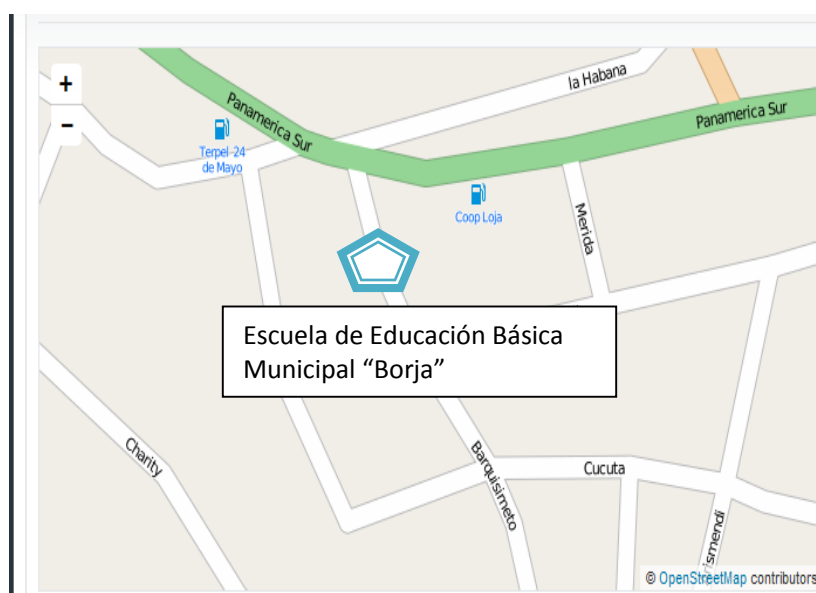 +
−
la Habana
Panamerica Sur
Panamerica Sur
Terpel 24
de Mayo
Coop Loja
Merida
Escuela de Educación Básica
Municipal “Borja”
Charity
Barquisimeto
Cucuta
© OpenStreetMap contributors